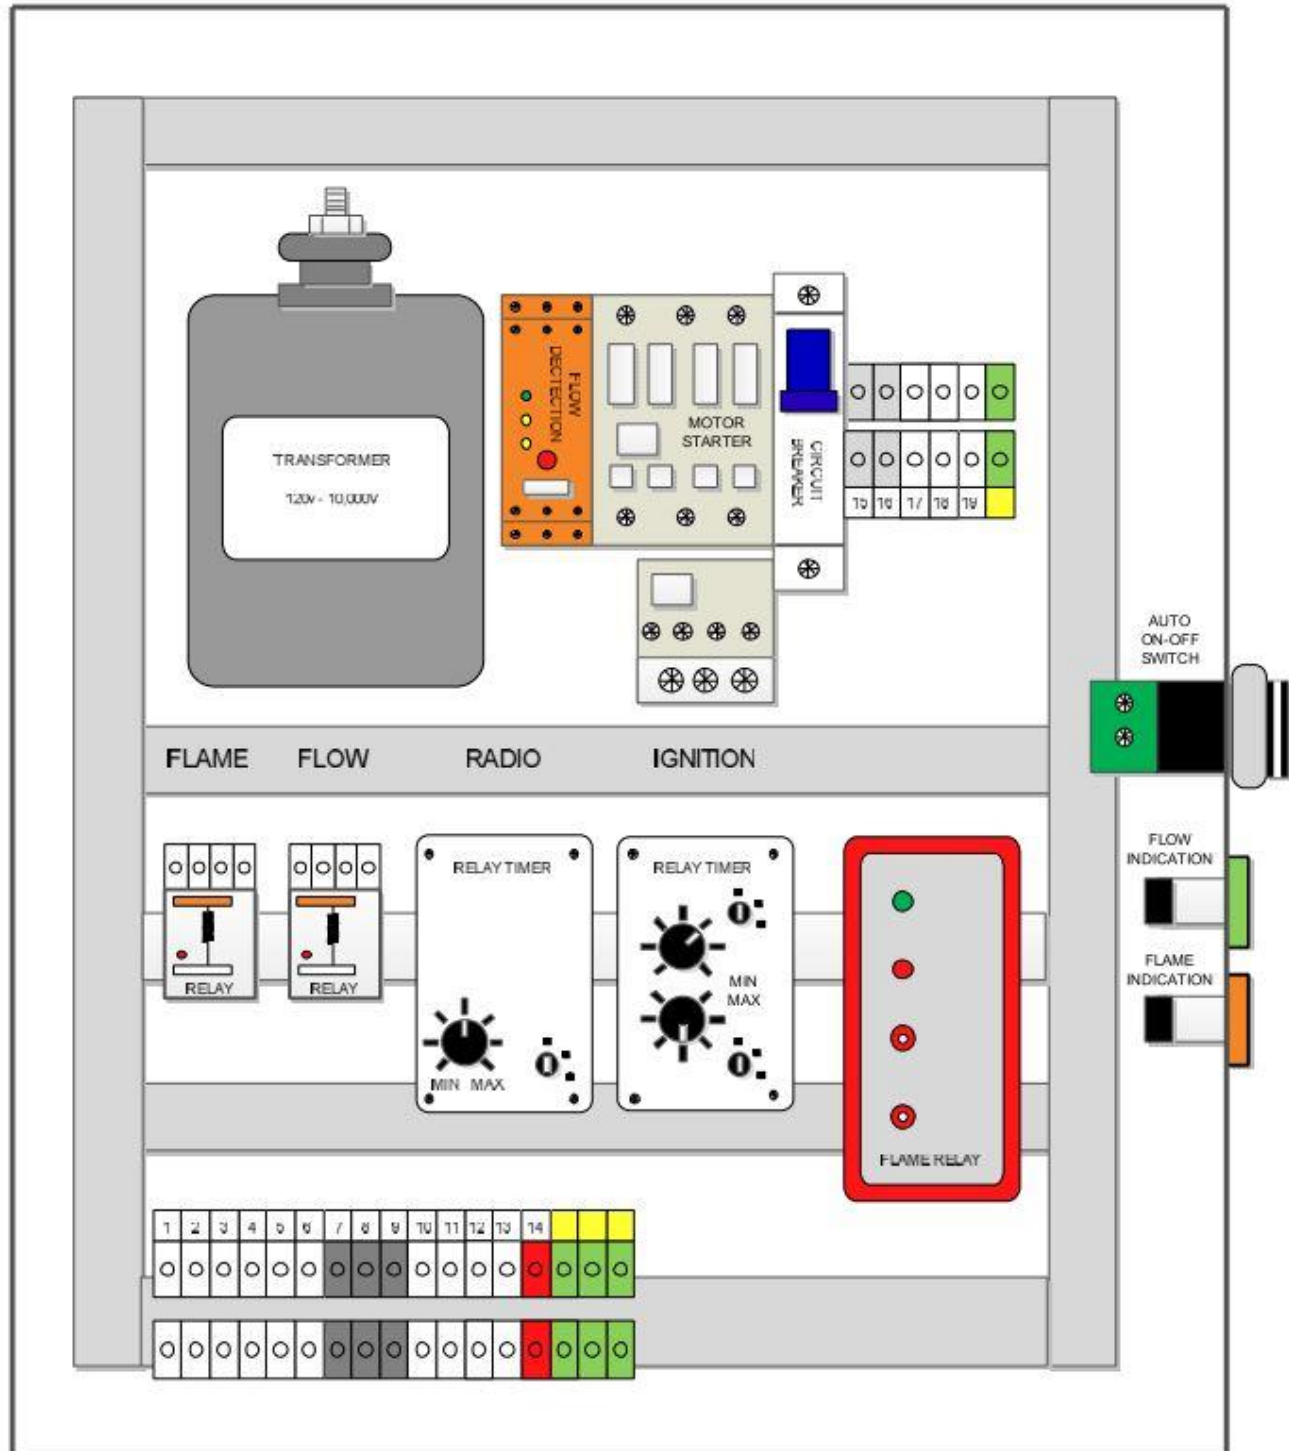 TRANSFORMER
120v - 10,000V
FLOW
DECTECTION
MOTOR
STARTER
CIRCUIT
BREAKER
15 16 17 18 19
AUTO
ON-OFF
SWITCH
FLAME FLOW RADIO IGNITION
FLOW
INDICATION
FLAME
INDICATION
RELAY
RELAY
RELAY TIMER
MIN MAX
RELAY TIMER
MIN
MAX
FLAME RELAY
1 2 3 4 5 6 7 8 9 10 11 12 13 14